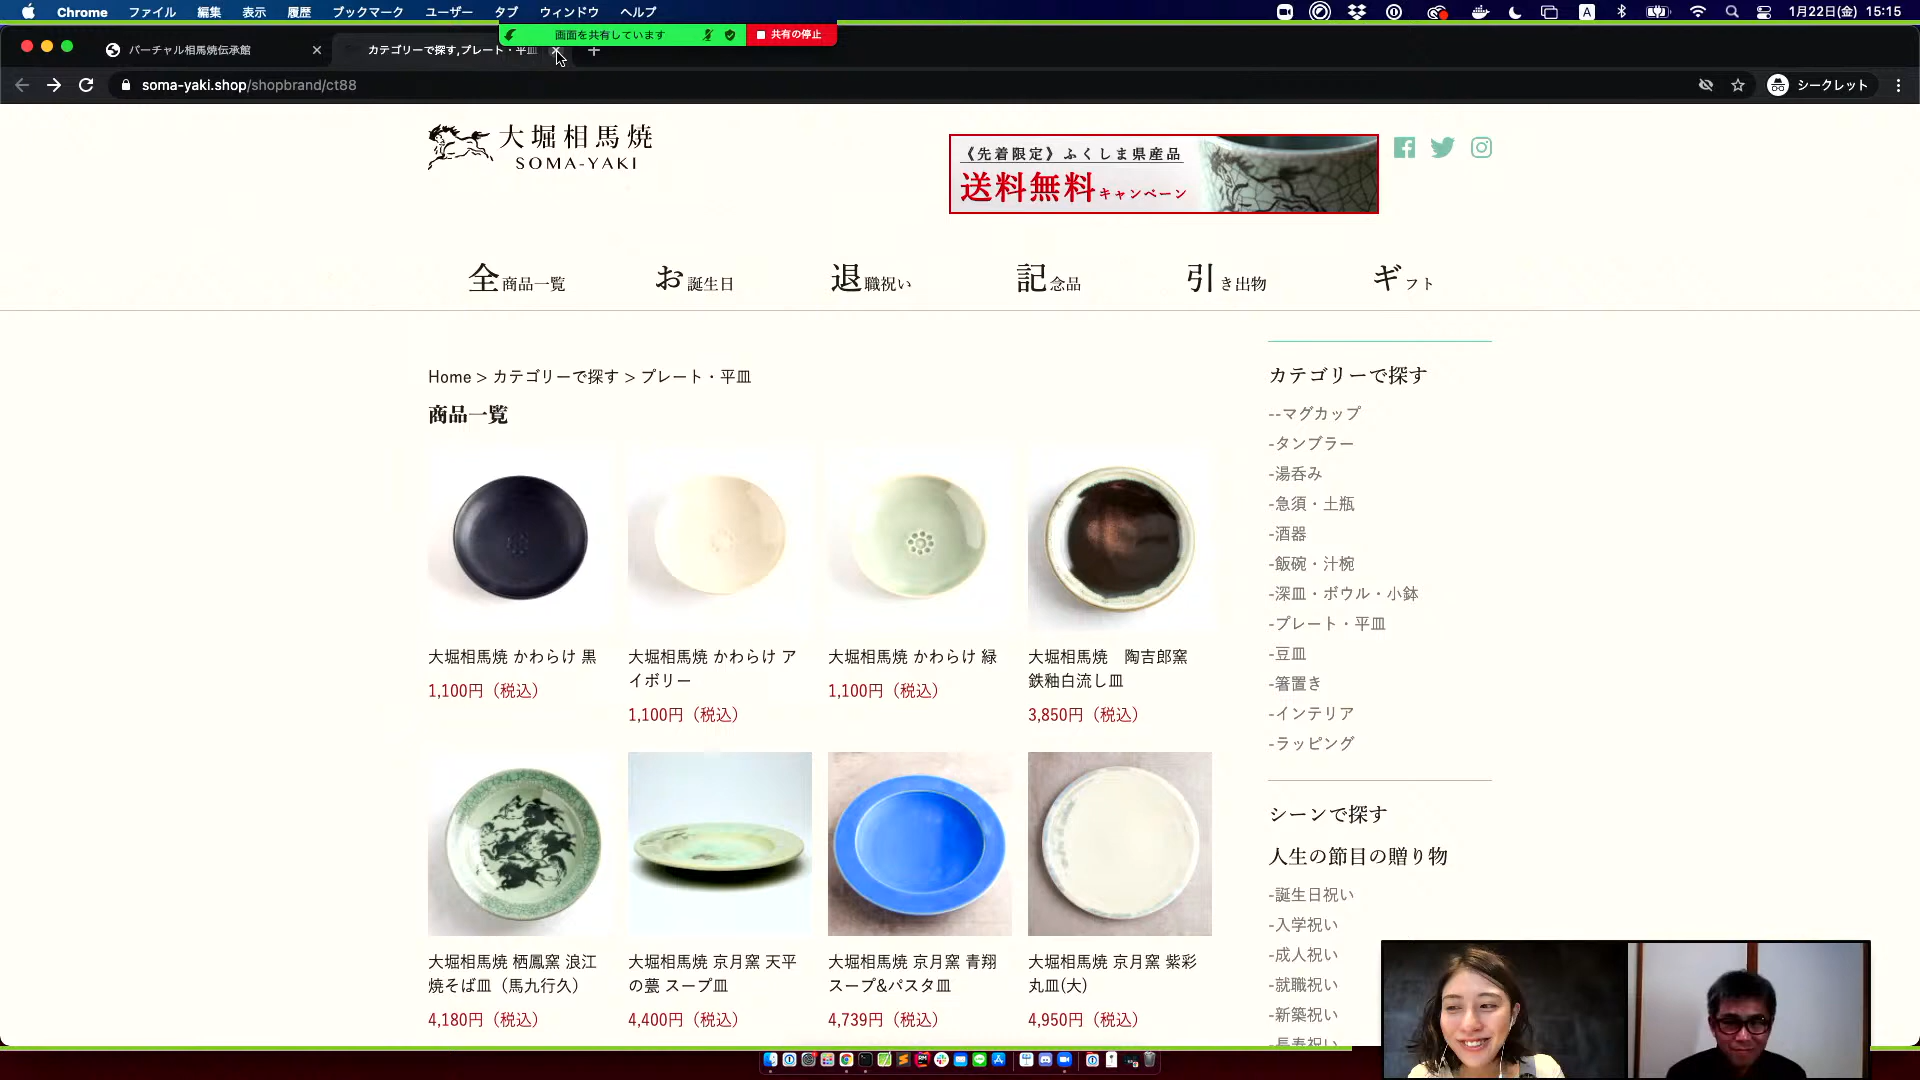 Chrome ファイル 編集 表示 履歴 ブックマーク ユーザー タブ ウィンドウ ヘルプ
A
1月22日(金) 15:15
画面を共有しています
共有の停止
バーチャル相馬焼伝承館
カテゴリーで探す,プレート・平皿
soma-yaki.shop/shopbrand/ct88
シークレット
大堀相馬焼
SOMA-YAKI
《先着限定》ふくしま県産品
送料無料キャンペーン
全商品一覧 お誕生日 退職祝い 記念品 引き出物 ギフト
Home > カテゴリーで探す > プレート・平皿
商品一覧
大堀相馬焼 かわらけ 黒
1,100円（税込）
大堀相馬焼 かわらけ ア
イボリー
1,100円（税込）
大堀相馬焼 かわらけ 緑
1,100円（税込）
大堀相馬焼　陶吉郎窯
鉄釉白流し皿
3,850円（税込）
大堀相馬焼 栖鳳窯 浪江
焼そば皿（馬九行久）
4,180円（税込）
大堀相馬焼 京月窯 天平
の甍 スープ皿
4,400円（税込）
大堀相馬焼 京月窯 青翔
スープ&パスタ皿
4,739円（税込）
大堀相馬焼 京月窯 紫彩
丸皿(大)
4,950円（税込）
カテゴリーで探す
--マグカップ
-タンブラー
-湯呑み
-急須・土瓶
-酒器
-飯碗・汁椀
-深皿・ボウル・小鉢
-プレート・平皿
-豆皿
-箸置き
-インテリア
-ラッピング
シーンで探す
人生の節目の贈り物
-誕生日祝い
-入学祝い
-成人祝い
-就職祝い
-新築祝い
-長寿祝い